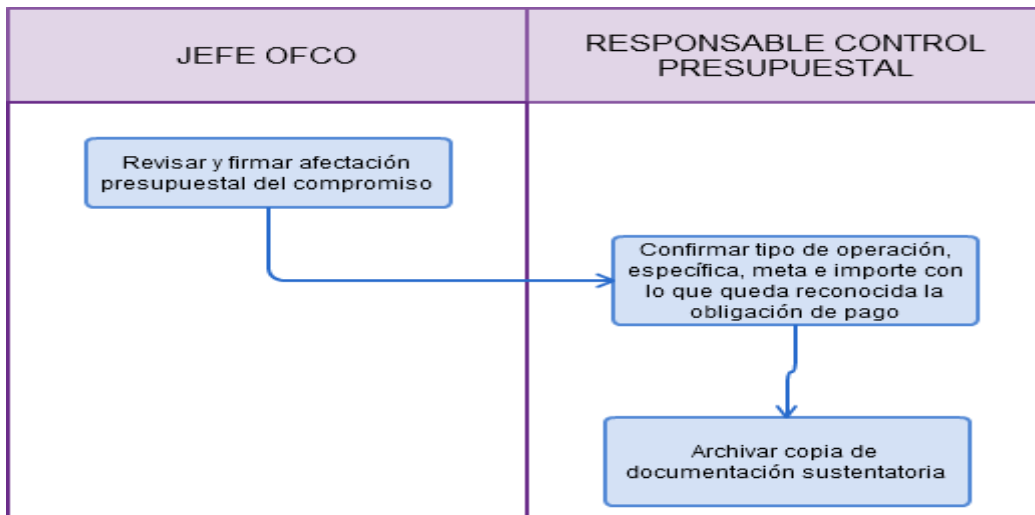 JEFE OFCO
RESPONSABLE CONTROL
PRESUPUESTAL
Revisar y firmar afectación
presupuestal del compromiso
Confirmar tipo de operación,
específica, meta e importe con
lo que queda reconocida la
obligación de pago
Archivar copia de
documentación sustentatoria